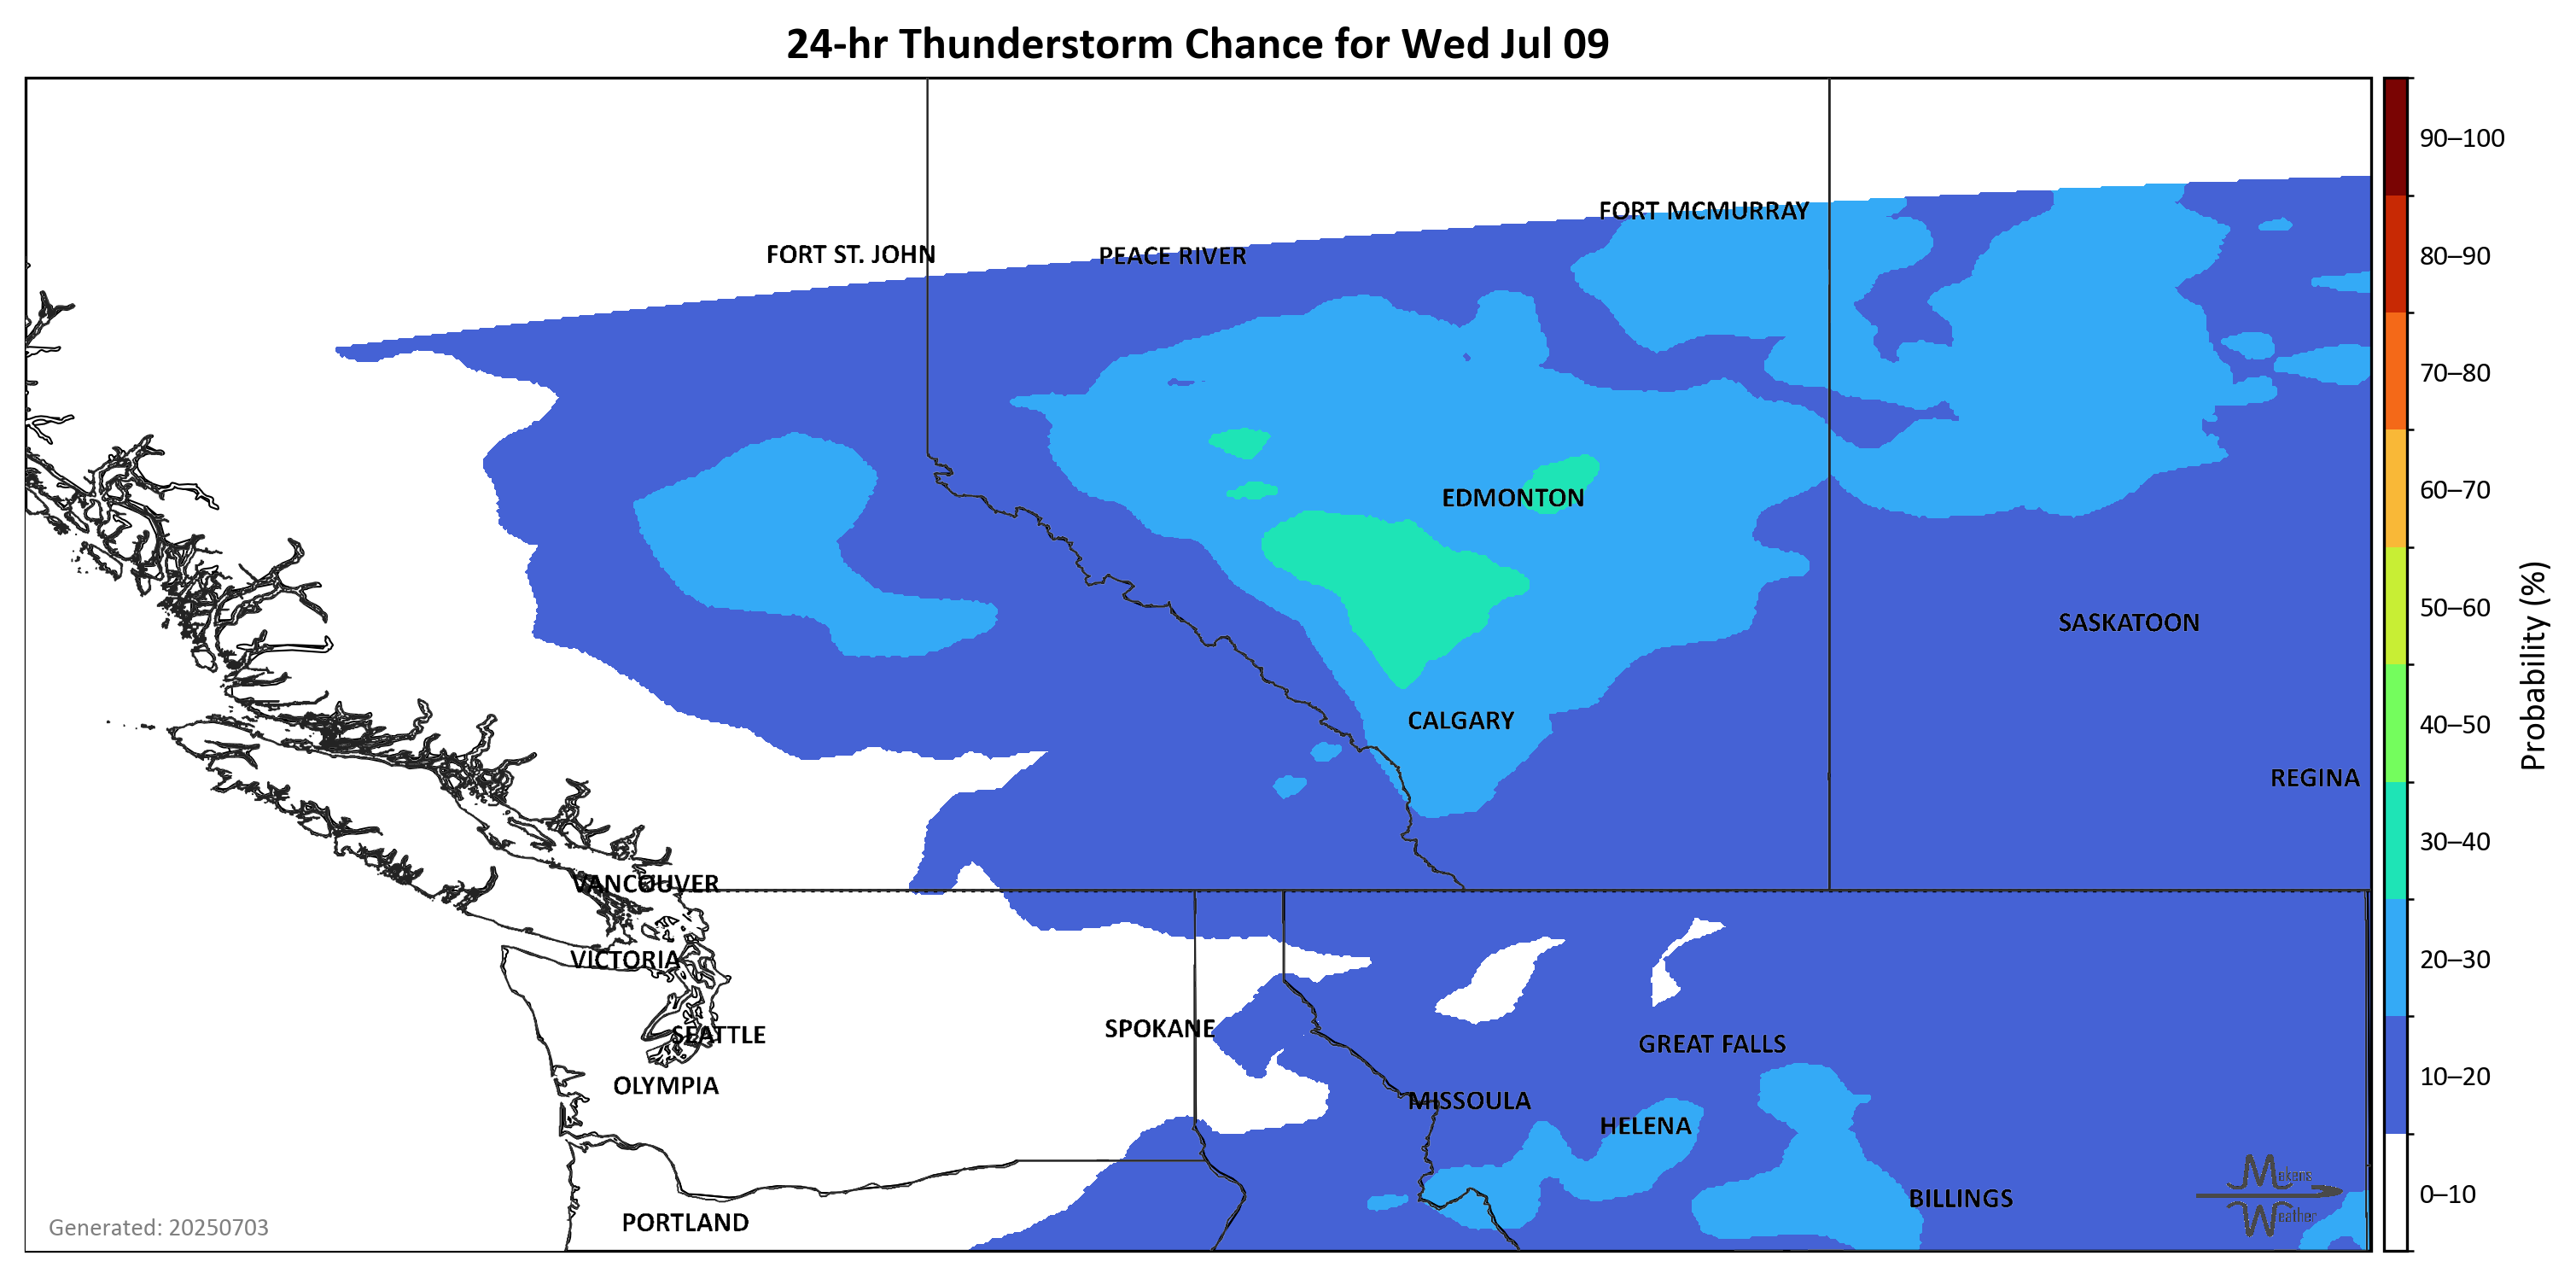 24-hr Thunderstorm Chance for Wed Jul 09
90–100
FORT MCMURRAY
FORT ST. JOHN
PEACE RIVER
80–90
70–80
60–70
EDMONTON
50–60
SASKATOON
Probability (%)
CALGARY
40–50
REGINA
30–40
VANCOUVER
VICTORIA
20–30
SPOKANE
SEATTLE
GREAT FALLS
OLYMPIA
10–20
MISSOULA
HELENA
Mekens
Weather
BILLINGS
0–10
PORTLAND
Generated: 20250703